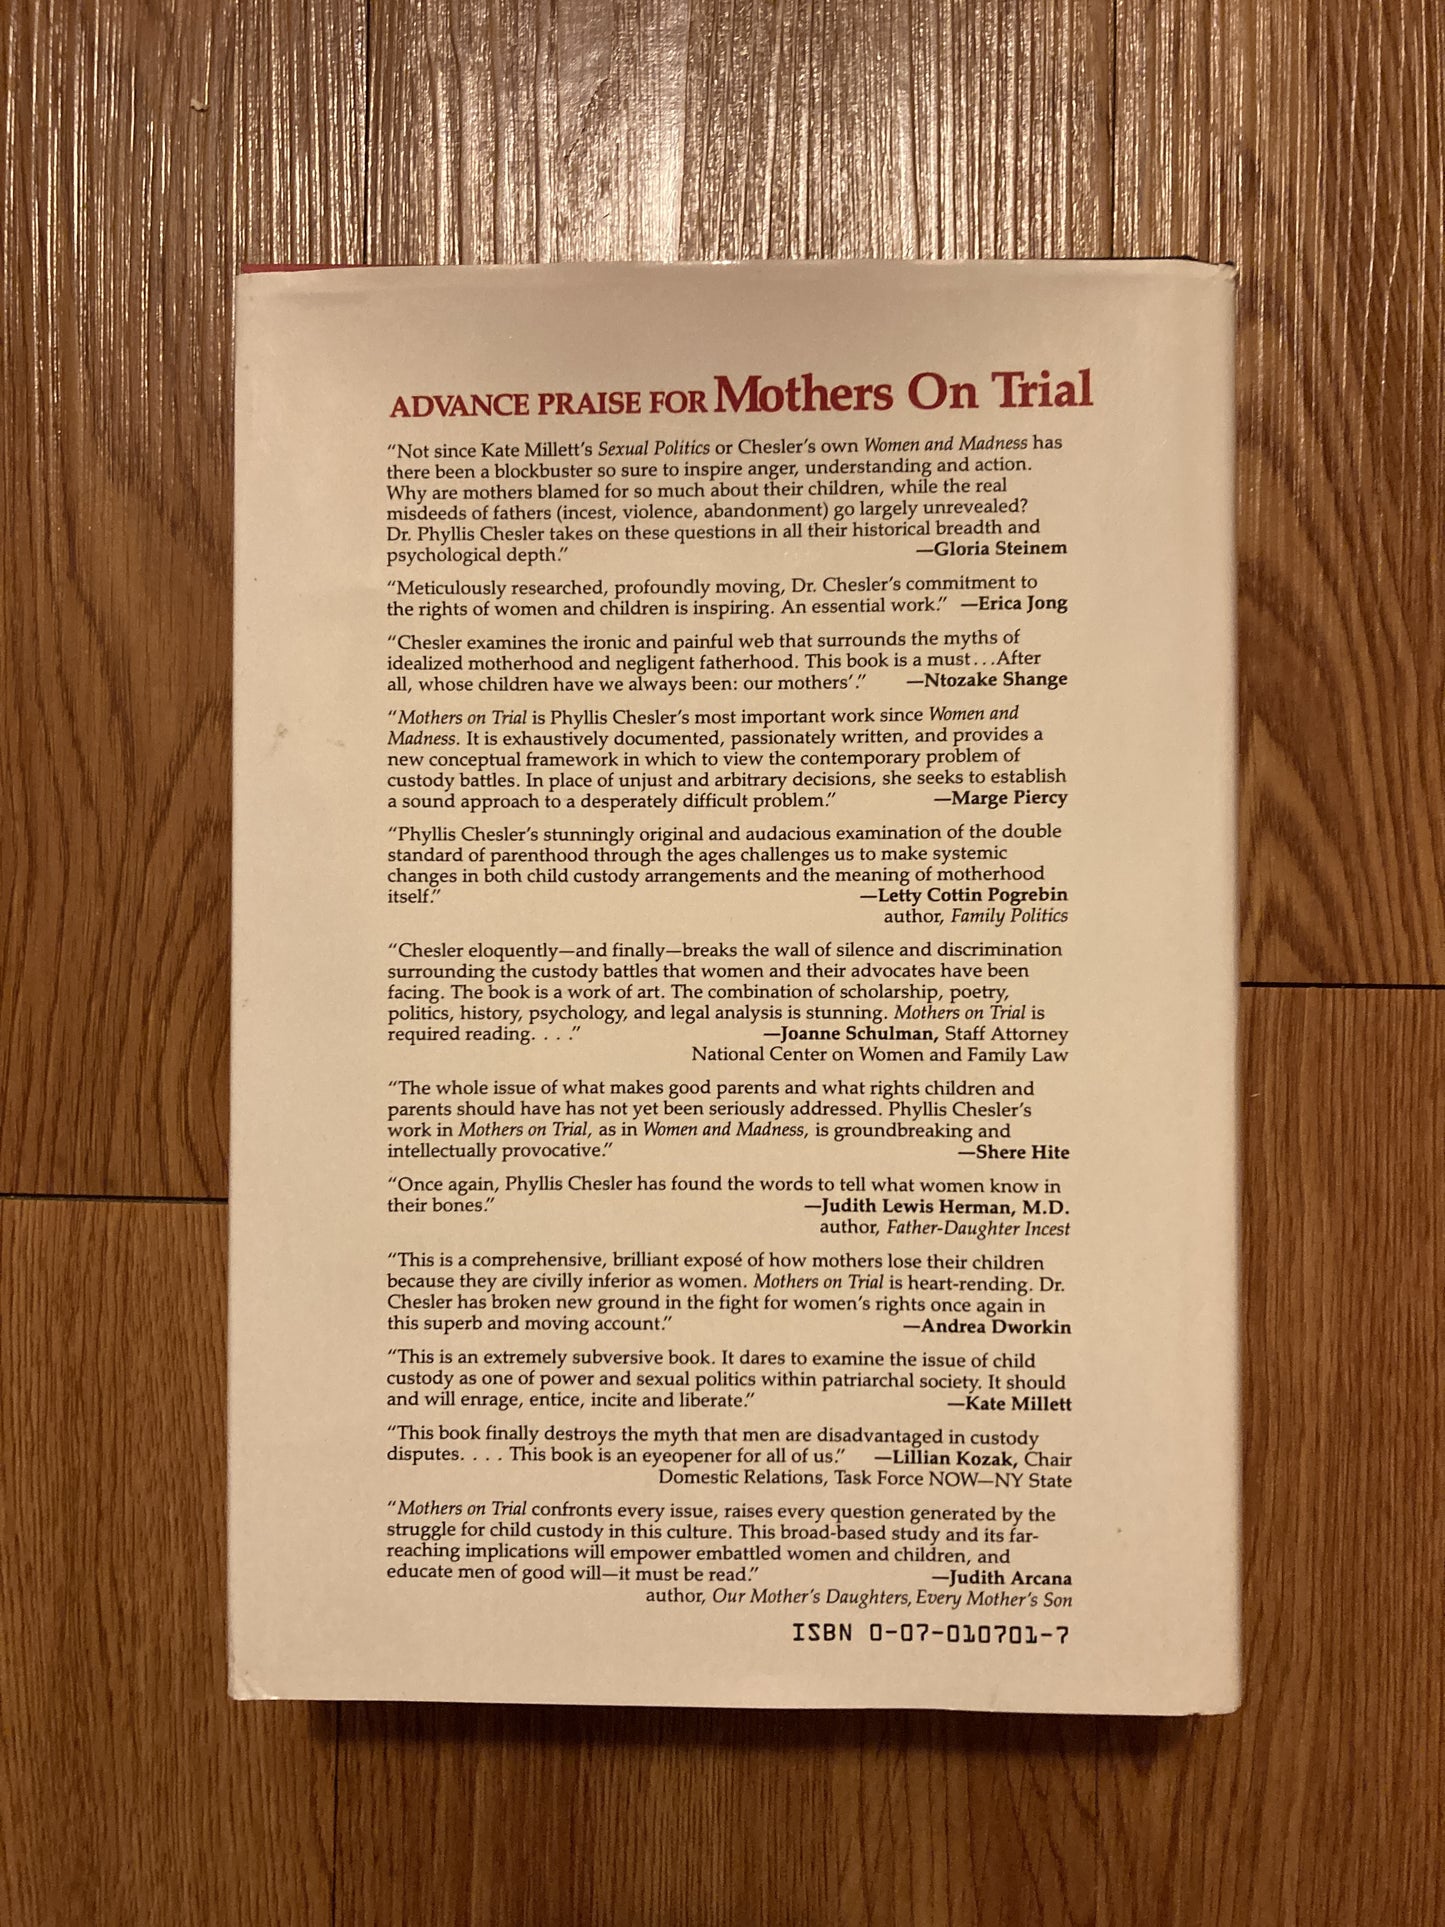 ADVANCE PRAISE FOR Mothers On Trial
“Not since Kate Millett’s Sexual Politics or Chesler’s own Women and Madness has
there been a blockbuster so sure to inspire anger, understanding and action.
Why are mothers blamed for so much about their children, while the real
misdeeds of fathers (incest, violence, abandonment) go largely unrevealed?
Dr. Phyllis Chesler takes on these questions in all their historical breadth and
psychological depth.” —Gloria Steinem
“Meticulously researched, profoundly moving, Dr. Chesler’s commitment to
the rights of women and children is inspiring. An essential work.” —Erica Jong
“Chesler examines the ironic and painful web that surrounds the myths of
idealized motherhood and negligent fatherhood. This book is a must...After
all, whose children have we always been: our mothers’.” —Ntozake Shange
“Mothers on Trial is Phyllis Chesler’s most important work since Women and
Madness. It is exhaustively documented, passionately written, and provides a
new conceptual framework in which to view the contemporary problem of
custody battles. In place of unjust and arbitrary decisions, she seeks to establish
a sound approach to a desperately difficult problem.” —Marge Piercy
“Phyllis Chesler’s stunningly original and audacious examination of the double
standard of parenthood through the ages challenges us to make systemic
changes in both child custody arrangements and the meaning of motherhood
itself.” —Letty Cottin Pogrebin
author, Family Politics
“Chesler eloquently—and finally—breaks the wall of silence and discrimination
surrounding the custody battles that women and their advocates have been
facing. The book is a work of art. The combination of scholarship, poetry,
politics, history, psychology, and legal analysis is stunning. Mothers on Trial is
required reading. . . .” —Joanne Schulman, Staff Attorney
National Center on Women and Family Law
“The whole issue of what makes good parents and what rights children and
parents should have has not yet been seriously addressed. Phyllis Chesler’s
work in Mothers on Trial, as in Women and Madness, is groundbreaking and
intellectually provocative.” —Shere Hite
“Once again, Phyllis Chesler has found the words to tell what women know in
their bones.” —Judith Lewis Herman, M.D.
author, Father-Daughter Incest
“This is a comprehensive, brilliant exposé of how mothers lose their children
because they are civilly inferior as women. Mothers on Trial is heart-rending. Dr.
Chesler has broken new ground in the fight for women’s rights once again in
this superb and moving account.” —Andrea Dworkin
“This is an extremely subversive book. It dares to examine the issue of child
custody as one of power and sexual politics within patriarchal society. It should
and will enrage, entice, incite and liberate.” —Kate Millett
“This book finally destroys the myth that men are disadvantaged in custody
disputes. . . . This book is an eyeopener for all of us.” —Lillian Kozak, Chair
Domestic Relations, Task Force NOW—NY State
“Mothers on Trial confronts every issue, raises every question generated by the
struggle for child custody in this culture. This broad-based study and its far-
reaching implications will empower embattled women and children, and
educate men of good will—it must be read.” —Judith Arcana
author, Our Mother’s Daughters, Every Mother’s Son
ISBN 0-07-010701-7